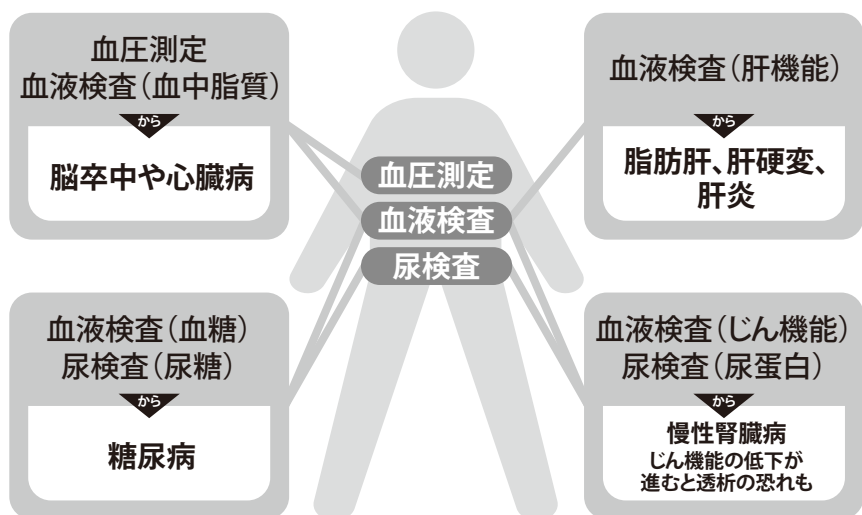 血圧測定
血液検査（血中脂質）
から
脳卒中や心臓病
血液検査（肝機能）
から
脂肪肝、肝硬変、
肝炎
血圧測定
血液検査
尿検査
血液検査（血糖）
尿検査（尿糖）
から
糖尿病
血液検査（じん機能）
尿検査（尿蛋白）
から
慢性腎臓病
じん機能の低下が
進むと透析の恐れも